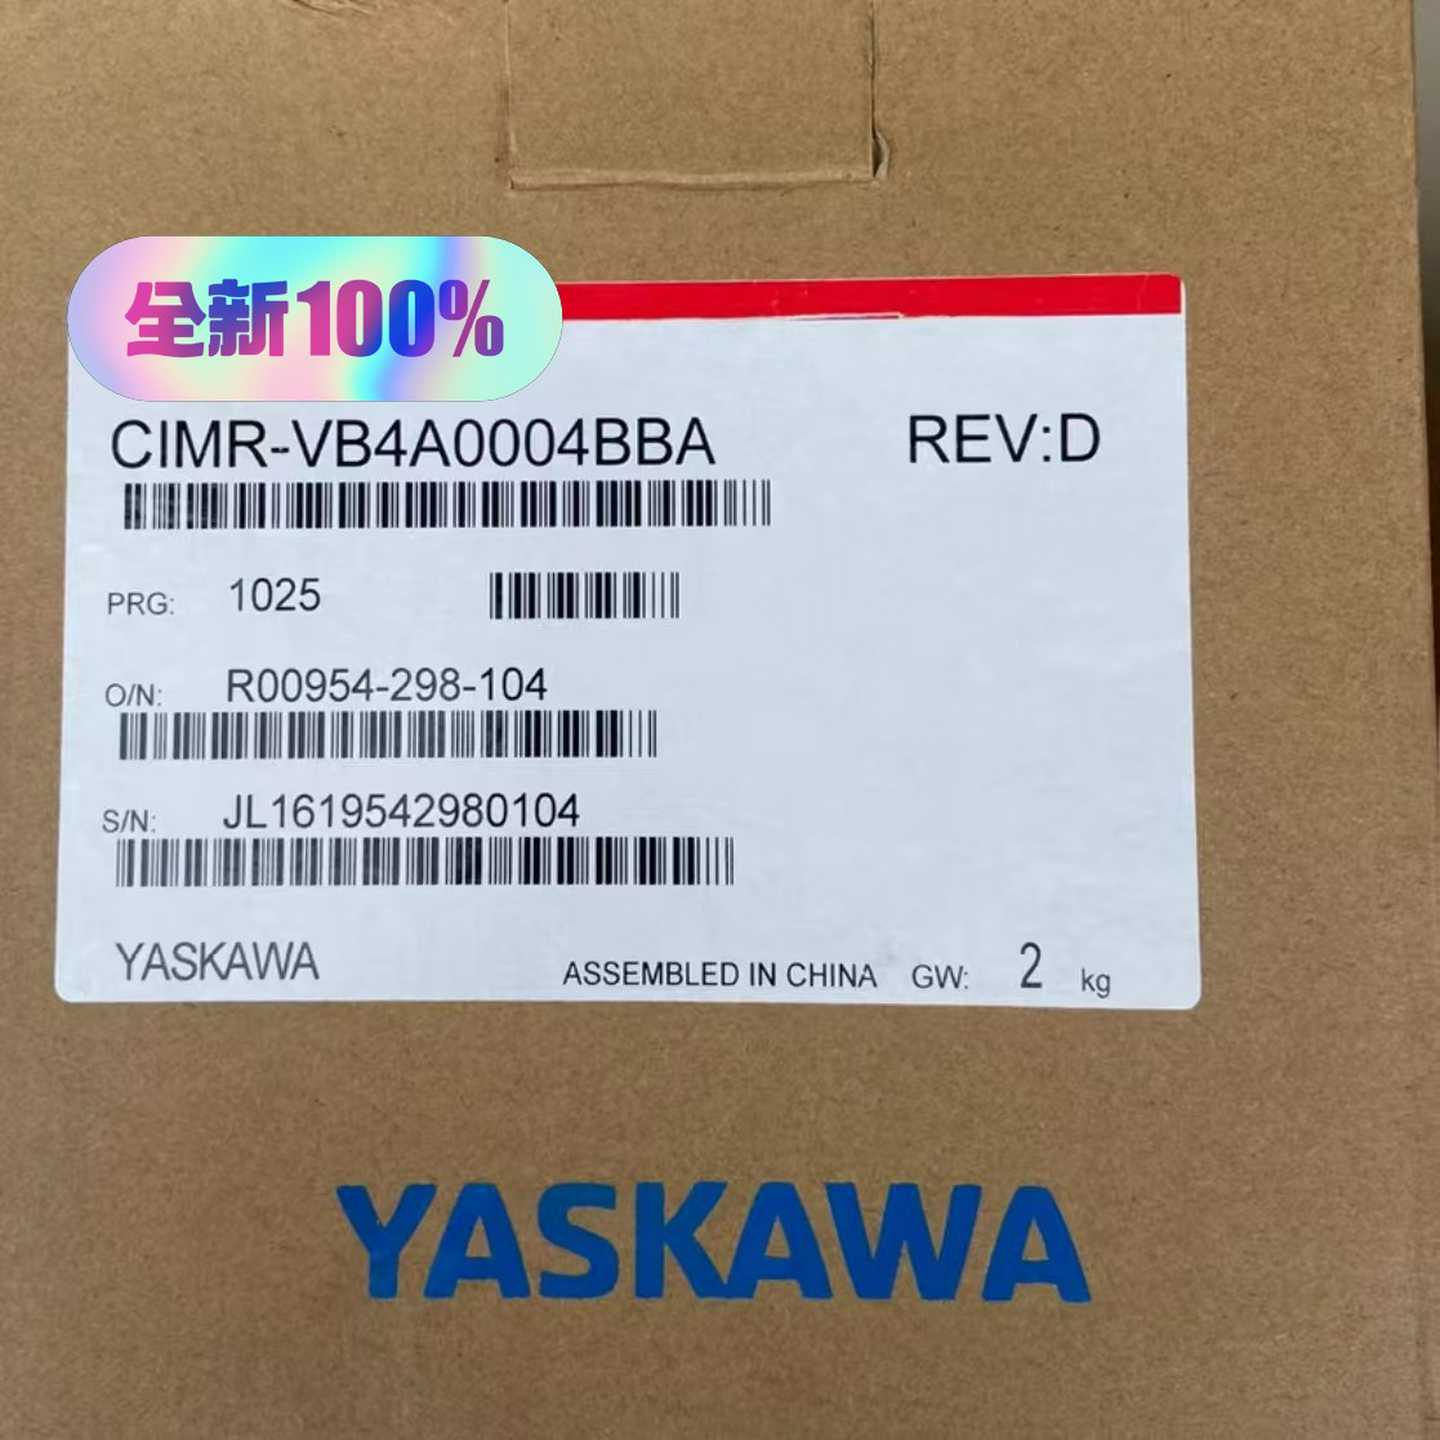 全新100%
CIMR-VB4A0004BBA REV:D
PRG: 1025
O/N: R00954-298-104
S/N: JL1619542980104
YASKAWA ASSEMBLED IN CHINA GW: 2 kg
YASKAWA